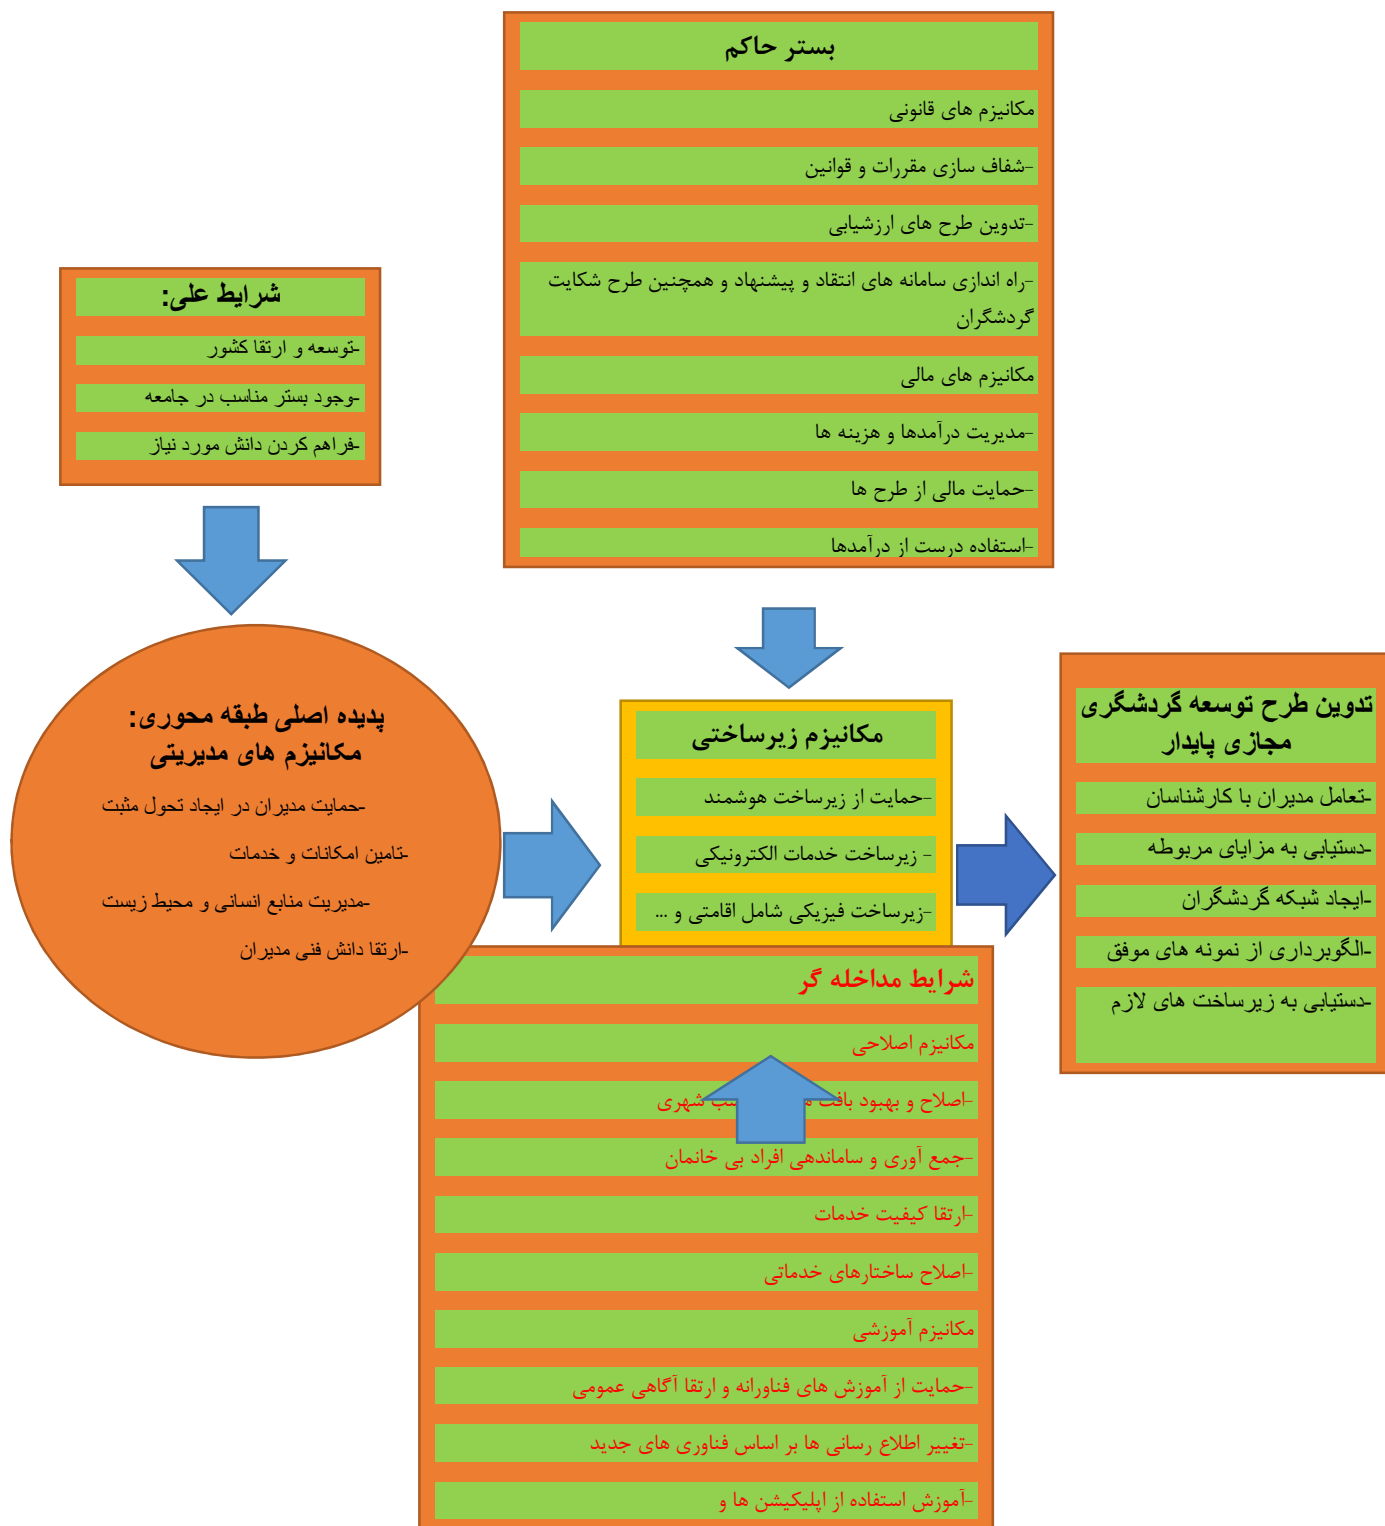 بستر حاکم
مکانیزم های قانونی
-شفاف سازی مقررات و قوانین
-تدوین طرح های ارزشیابی
-راه اندازی سامانه های انتقاد و پیشنهاد و همچنین طرح شکایت
گردشگران
مکانیزم های مالی
-مدیریت درآمدها و هزینه ها
-حمایت مالی از طرح ها
-استفاده درست از درآمدها
شرایط علی:
-توسعه و ارتقا کشور
-وجود بستر مناسب در جامعه
-فراهم کردن دانش مورد نیاز
پدیده اصلی طبقه محوری:
مکانیزم های مدیریتی
-حمایت مدیران در ایجاد تحول مثبت
-تامین امکانات و خدمات
-مدیریت منابع انسانی و محیط زیست
-ارتقا دانش فنی مدیران
مکانیزم زیرساختی
-حمایت از زیرساخت هوشمند
- زیرساخت خدمات الکترونیکی
-زیرساخت فیزیکی شامل اقامتی و ...
تدوین طرح توسعه گردشگری
مجازی پایدار
-تعامل مدیران با کارشناسان
-دستیابی به مزایای مربوطه
-ایجاد شبکه گردشگران
-الگوبرداری از نمونه های موفق
-دستیابی به زیرساخت های لازم
شرایط مداخله گر
مکانیزم اصلاحی
-اصلاح و بهبود بافت شهری
-جمع آوری و ساماندهی افراد بی خانمان
-ارتقا کیفیت خدمات
-اصلاح ساختارهای خدماتی
مکانیزم آموزشی
-حمایت از آموزش های فناورانه و ارتقا آگاهی عمومی
-تغییر اطلاع رسانی ها بر اساس فناوری های جدید
-آموزش استفاده از اپلیکیشن ها و